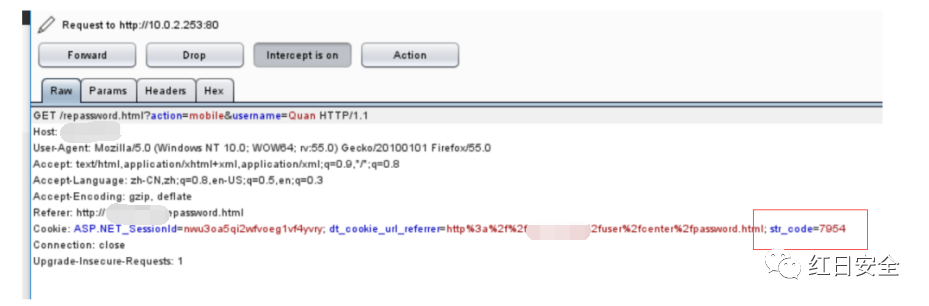 Request to http://10.0.2.253:80
Forward Drop Intercept is on Action
Raw Params Headers Hex
GET /repassword.html?action=mobile&username=Quan HTTP/1.1
Host:
User-Agent: Mozilla/5.0 (Windows NT 10.0; WOW64; rv:55.0) Gecko/20100101 Firefox/55.0
Accept: text/html,application/xhtml+xml,application/xml;q=0.9,*/*;q=0.8
Accept-Language: zh-CN,zh;q=0.8,en-US;q=0.5,en;q=0.3
Accept-Encoding: gzip, deflate
Referer: http:// epassword.html
Cookie: ASP.NET_SessionId=nwu3oa5qi2wfvoeg1vf4yvry; dt_cookie_url_referrer=http%3a%2f%2f 2fuser%2fcenter%2fpassword.html; str_code=7954
Connection: close
Upgrade-Insecure-Requests: 1
红日安全